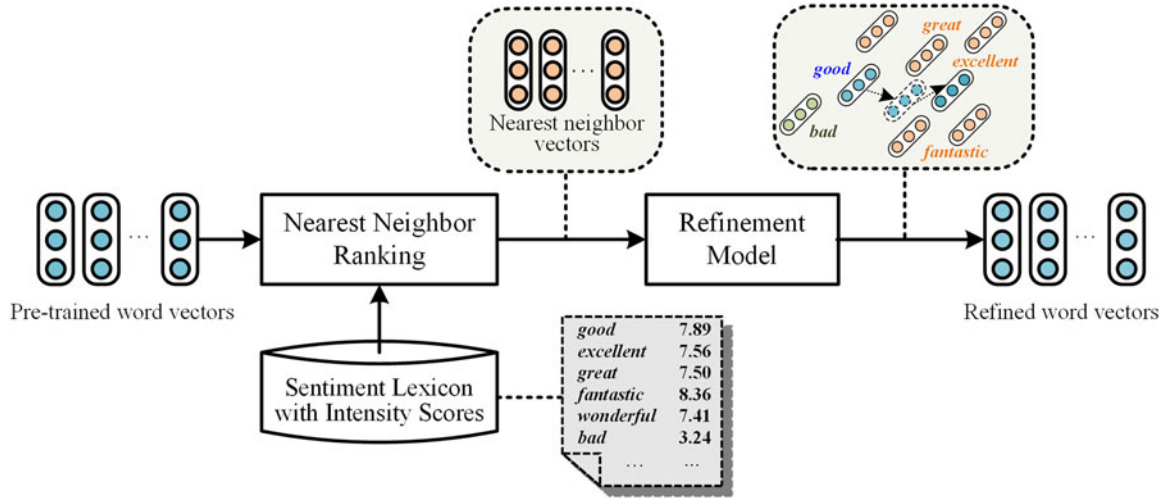 great
good
excellent
bad
fantastic
...
Nearest neighbor
vectors
...
Pre-trained word vectors
Nearest Neighbor
Ranking
Refinement
Model
...
Refined word vectors
Sentiment Lexicon
with Intensity Scores
good 7.89
excellent 7.56
great 7.50
fantastic 8.36
wonderful 7.41
bad 3.24
... ...